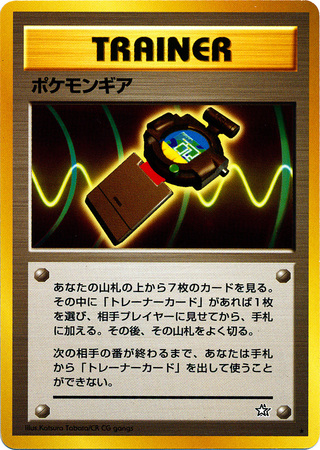 TRAINER
ポケモンギア
あなたの山札の上から7枚のカードを見る。
その中に「トレーナーカード」があれば1枚
を選び、相手プレイヤーに見せてから、手札
に加える。その後、その山札をよく切る。
次の相手の番が終わるまで、あなたは手札
から「トレーナーカード」を出して使うこと
ができない。
Illus.Katsura Tabata/CR CG gangs